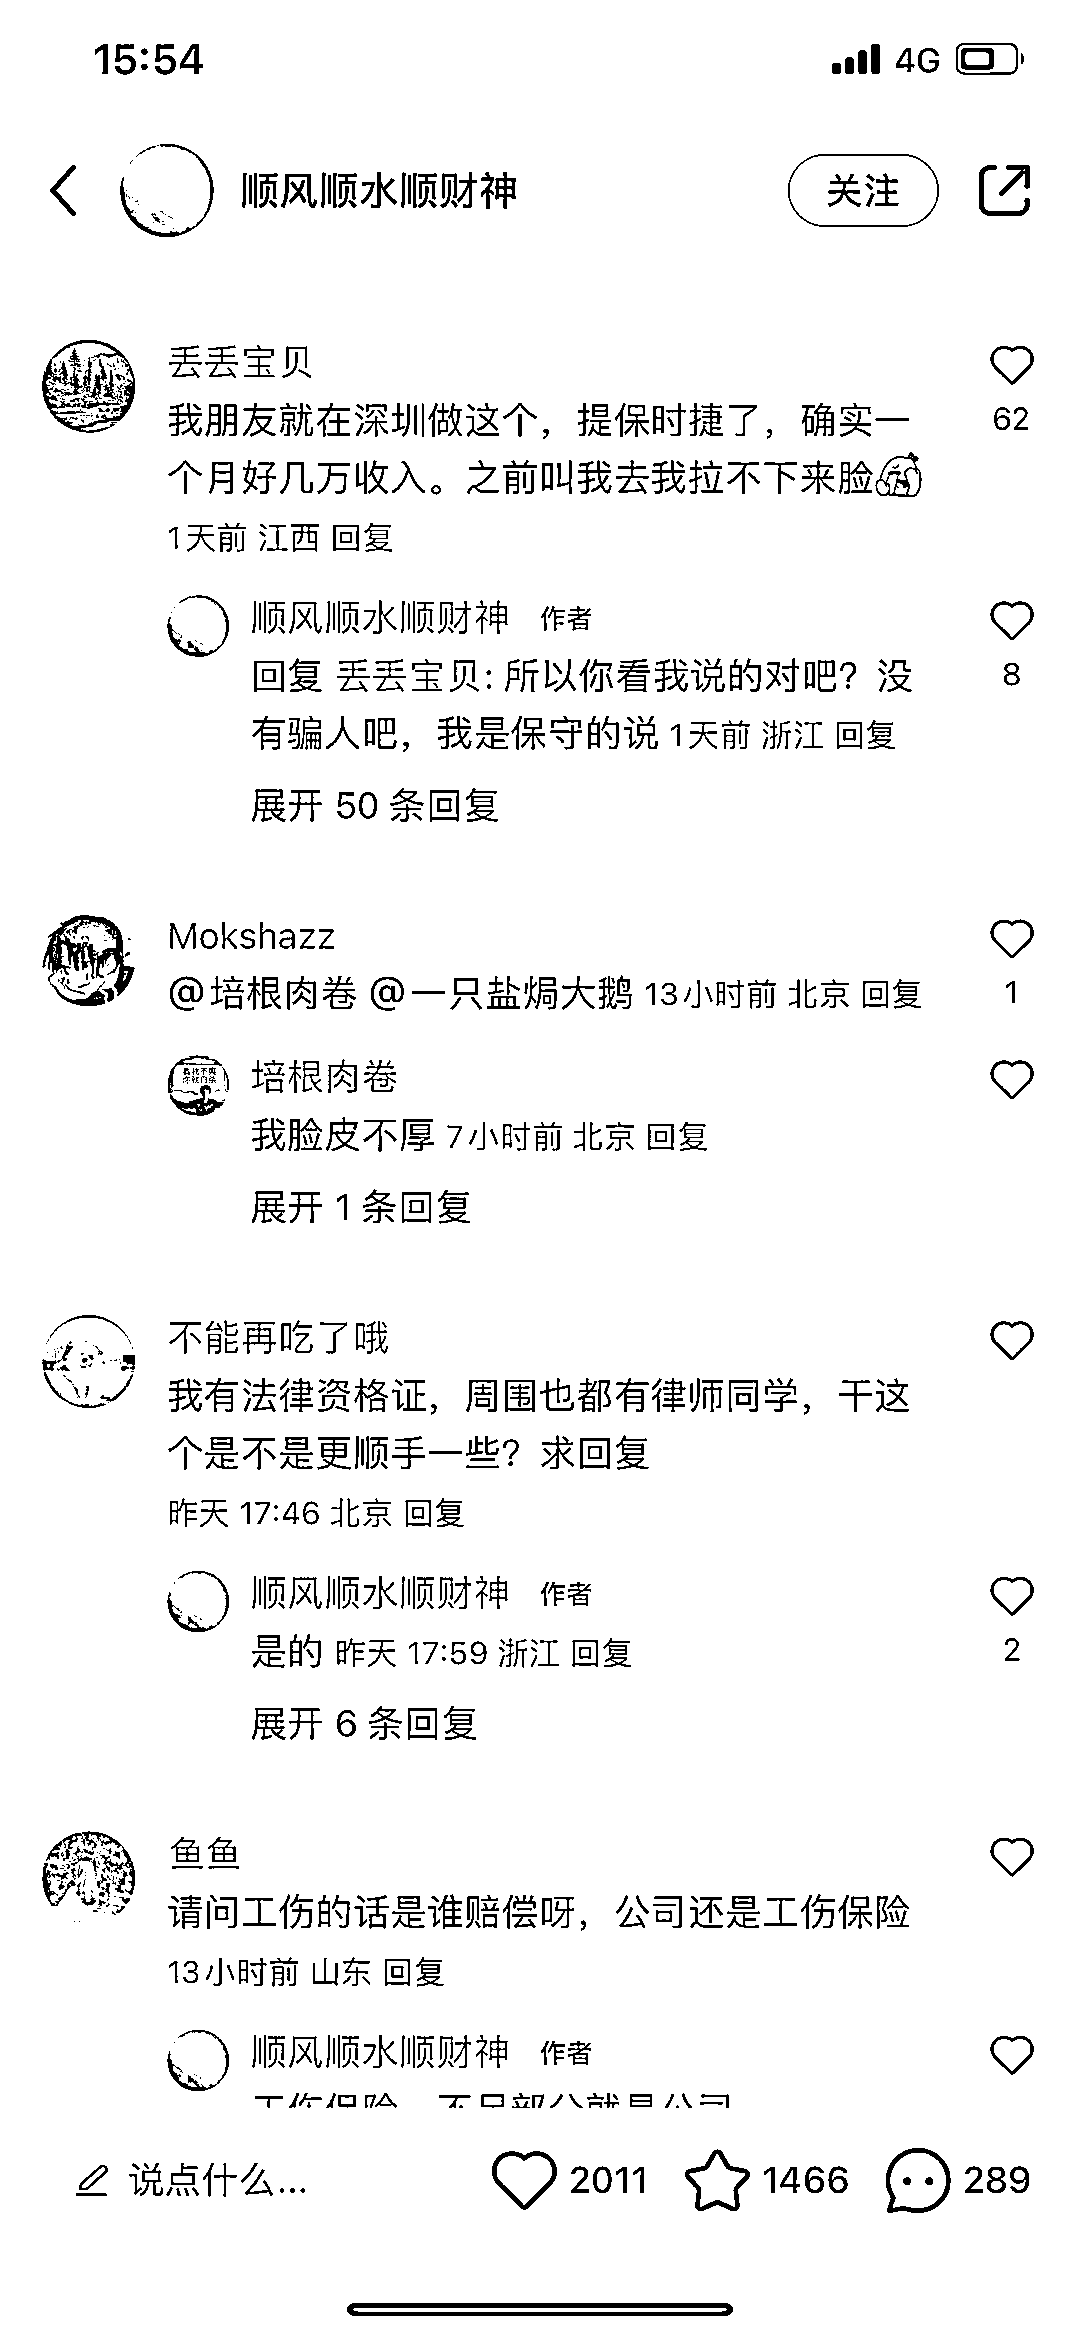 15:54
4G
顺风顺水顺财神
关注
丢丢宝贝
我朋友就在深圳做这个，提保时捷了，确实一
62
个月好几万收入。之前叫我去我拉不下来脸
1天前 江西 回复
顺风顺水顺财神 作者
回复 丢丢宝贝: 所以你看我说的对吧？没
8
有骗人吧，我是保守的说 1天前 浙江 回复
展开 50 条回复
Mokshazz
@培根肉卷 @一只盐焗大鹅 13小时前 北京 回复
1
培根肉卷
我脸皮不厚 7小时前 北京 回复
展开 1 条回复
不能再吃了哦
我有法律资格证，周围也都有律师同学，干这
个是不是更顺手一些？求回复
昨天 17:46 北京 回复
顺风顺水顺财神 作者
是的 昨天 17:59 浙江 回复
2
展开 6 条回复
鱼鱼
请问工伤的话是谁赔偿呀，公司还是工伤保险
13小时前 山东 回复
顺风顺水顺财神 作者
工伤保险，不足部分就是公司
说点什么...
2011
1466
289